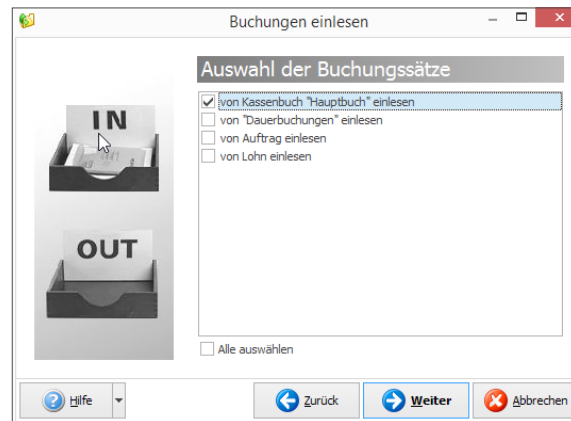 Buchungen einlesen
Auswahl der Buchungssätze
von Kassenbuch "Hauptbuch" einlesen
von "Dauerbuchungen" einlesen
von Auftrag einlesen
von Lohn einlesen
IN
OUT
Alle auswählen
Hilfe
Zurück
Weiter
Abbrechen